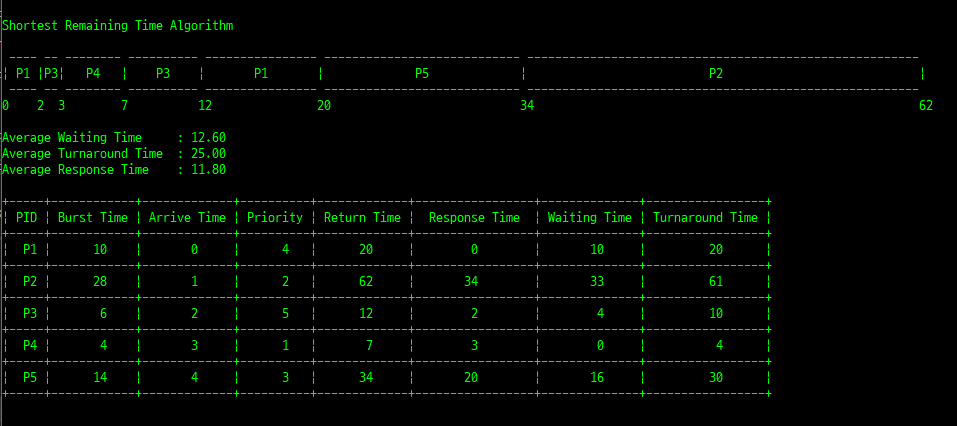 Shortest Remaining Time Algorithm
¦ P1 ¦P3¦ P4 ¦ P3 ¦ P1 ¦ P5 ¦ P2 ¦
0 2 3 7 12 20 34 62
Average Waiting Time : 12.60
Average Turnaround Time : 25.00
Average Response Time : 11.80
¦ PID ¦ Burst Time ¦ Arrive Time ¦ Priority ¦ Return Time ¦ Response Time ¦ Waiting Time ¦ Turnaround Time ¦
¦ P1 ¦ 10 ¦ 0 ¦ 4 ¦ 20 ¦ 0 ¦ 10 ¦ 20 ¦
¦ P2 ¦ 28 ¦ 1 ¦ 2 ¦ 62 ¦ 34 ¦ 33 ¦ 61 ¦
¦ P3 ¦ 6 ¦ 2 ¦ 5 ¦ 12 ¦ 2 ¦ 4 ¦ 10 ¦
¦ P4 ¦ 4 ¦ 3 ¦ 1 ¦ 7 ¦ 3 ¦ 0 ¦ 4 ¦
¦ P5 ¦ 14 ¦ 4 ¦ 3 ¦ 34 ¦ 20 ¦ 16 ¦ 30 ¦